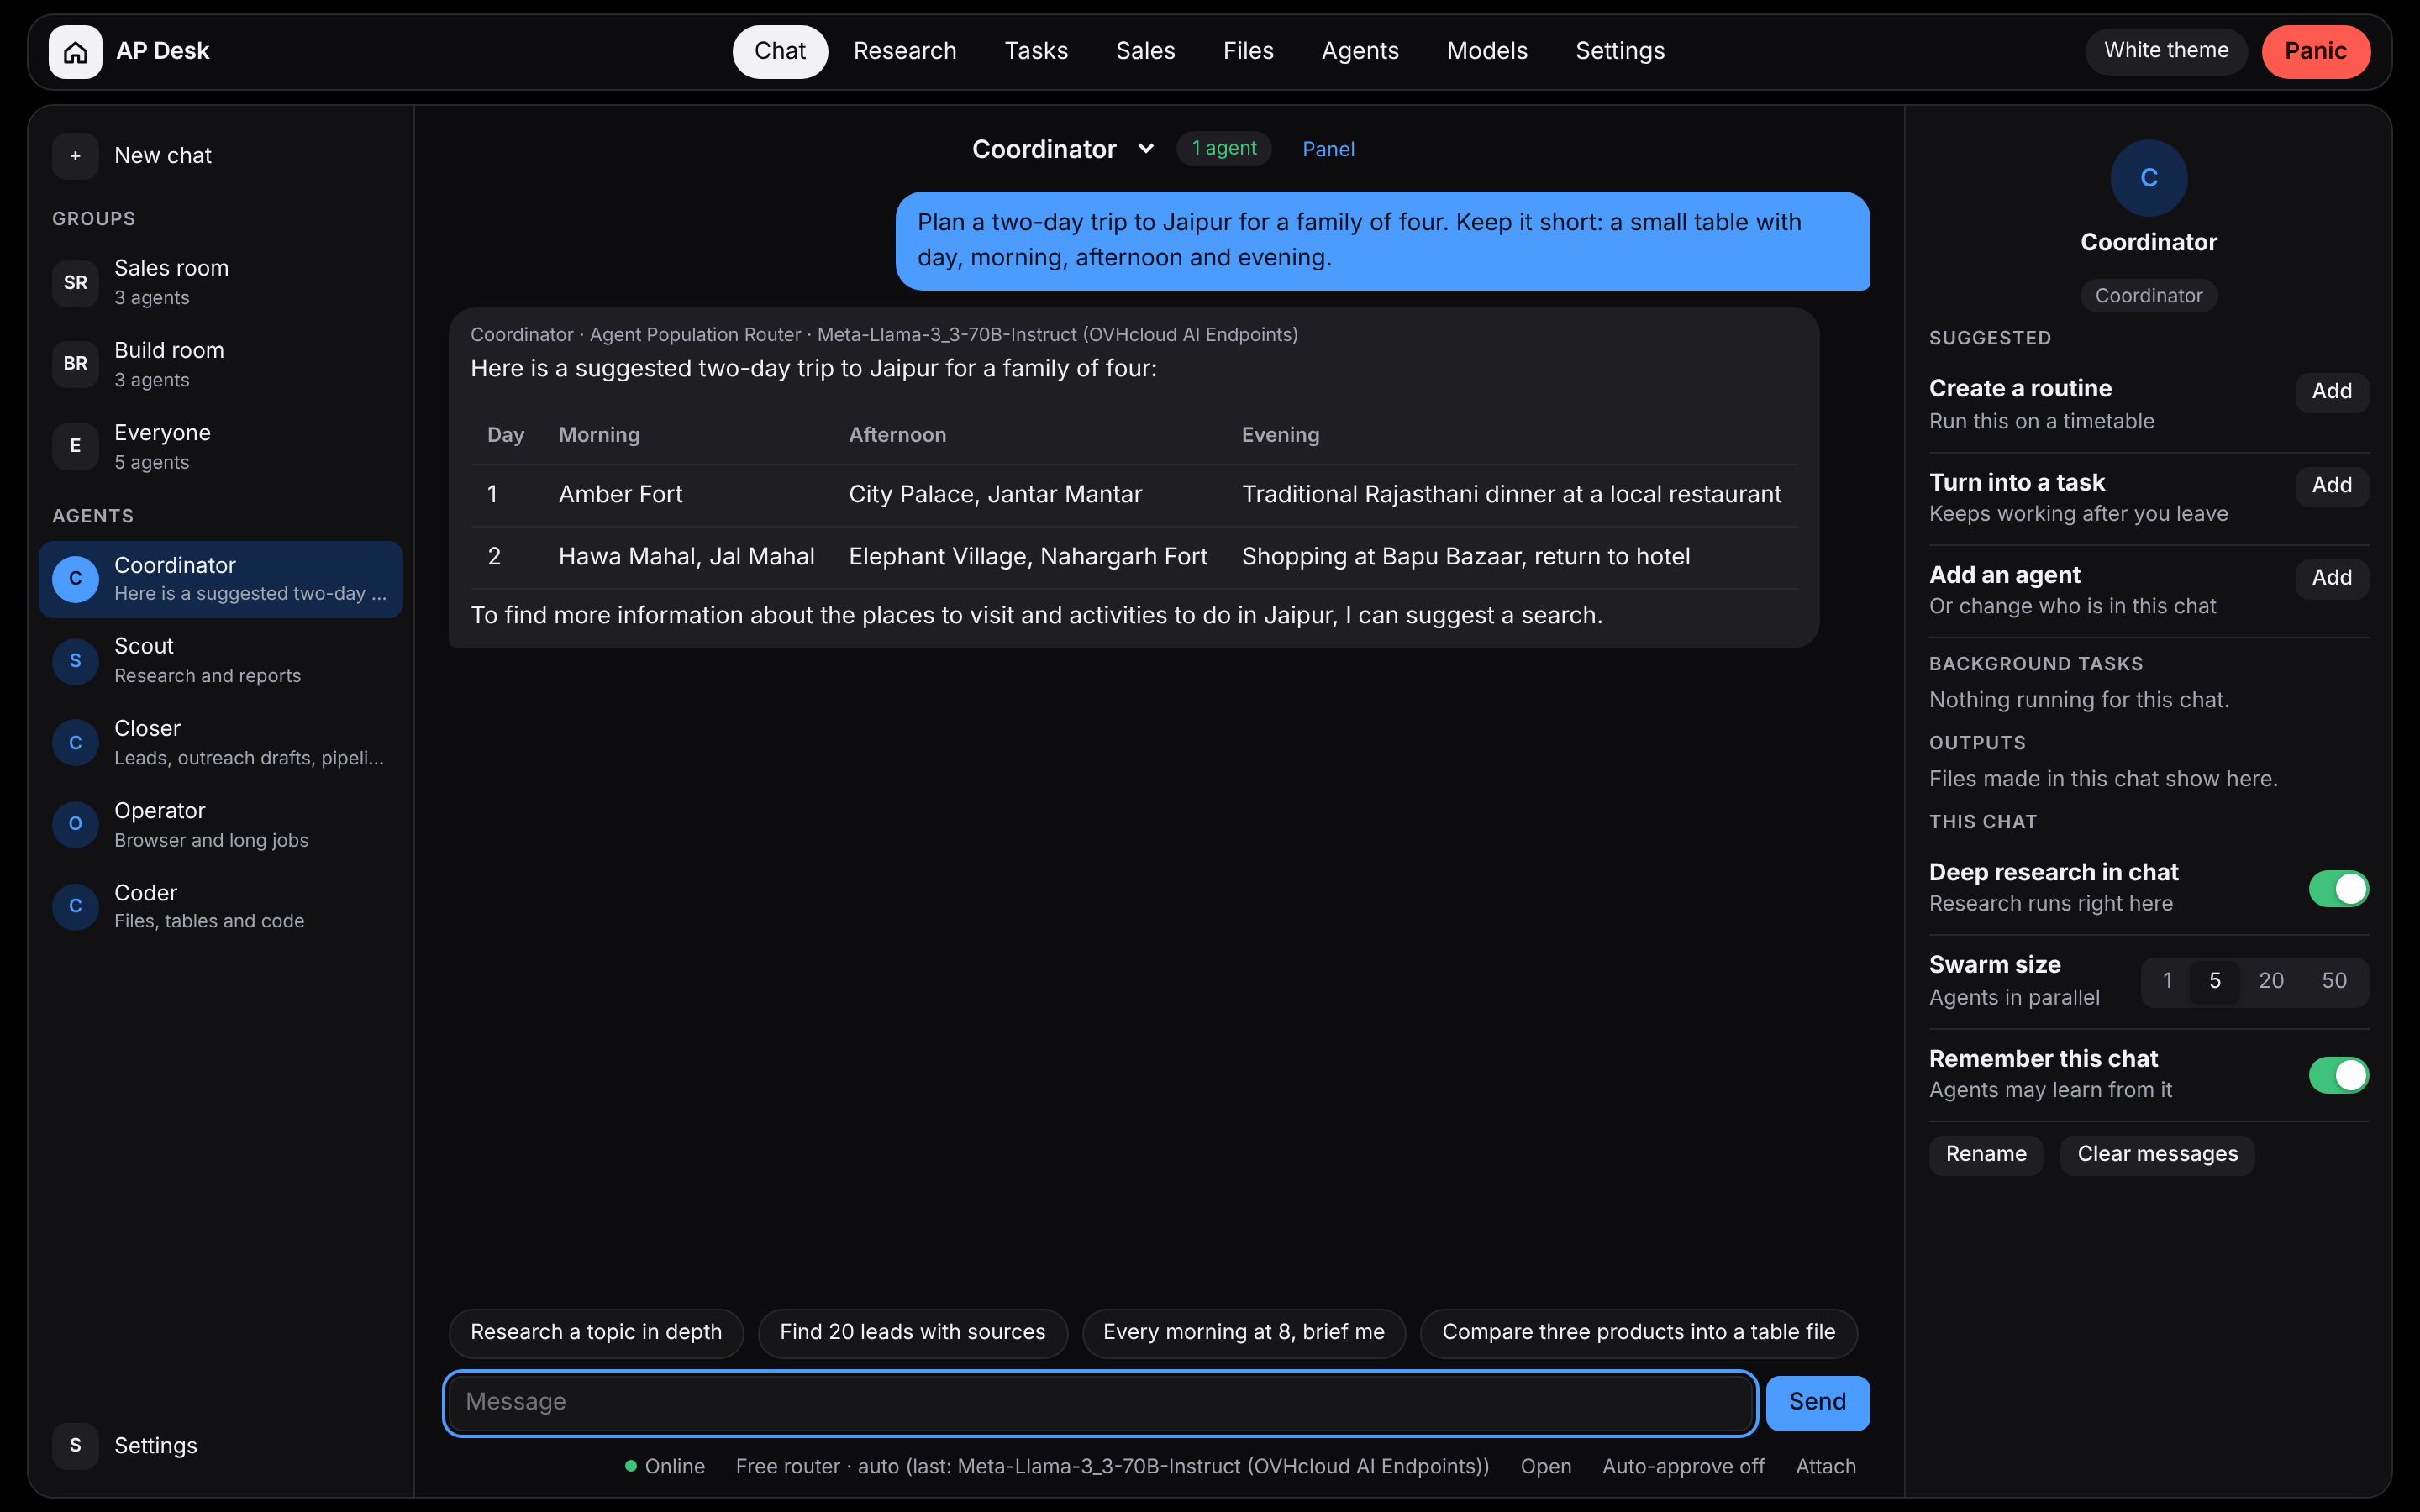 AP Desk
Chat Research Tasks Sales Files Agents Models Settings
White theme Panic
+ New chat
GROUPS
SR Sales room
3 agents
BR Build room
3 agents
E Everyone
5 agents
AGENTS
C Coordinator
Here is a suggested two-day ...
S Scout
Research and reports
C Closer
Leads, outreach drafts, pipeli...
O Operator
Browser and long jobs
C Coder
Files, tables and code
S Settings
Coordinator 1 agent Panel
Plan a two-day trip to Jaipur for a family of four. Keep it short: a small table with
day, morning, afternoon and evening.
Coordinator · Agent Population Router · Meta-Llama-3_3-70B-Instruct (OVHcloud AI Endpoints)
Here is a suggested two-day trip to Jaipur for a family of four:
Day Morning Afternoon Evening
1 Amber Fort City Palace, Jantar Mantar Traditional Rajasthani dinner at a local restaurant
2 Hawa Mahal, Jal Mahal Elephant Village, Nahargarh Fort Shopping at Bapu Bazaar, return to hotel
To find more information about the places to visit and activities to do in Jaipur, I can suggest a search.
Research a topic in depth Find 20 leads with sources Every morning at 8, brief me Compare three products into a table file
Message Send
Online Free router · auto (last: Meta-Llama-3_3-70B-Instruct (OVHcloud AI Endpoints)) Open Auto-approve off Attach
C
Coordinator
Coordinator
SUGGESTED
Create a routine Add
Run this on a timetable
Turn into a task Add
Keeps working after you leave
Add an agent Add
Or change who is in this chat
BACKGROUND TASKS
Nothing running for this chat.
OUTPUTS
Files made in this chat show here.
THIS CHAT
Deep research in chat
Research runs right here
Swarm size 1 5 20 50
Agents in parallel
Remember this chat
Agents may learn from it
Rename Clear messages